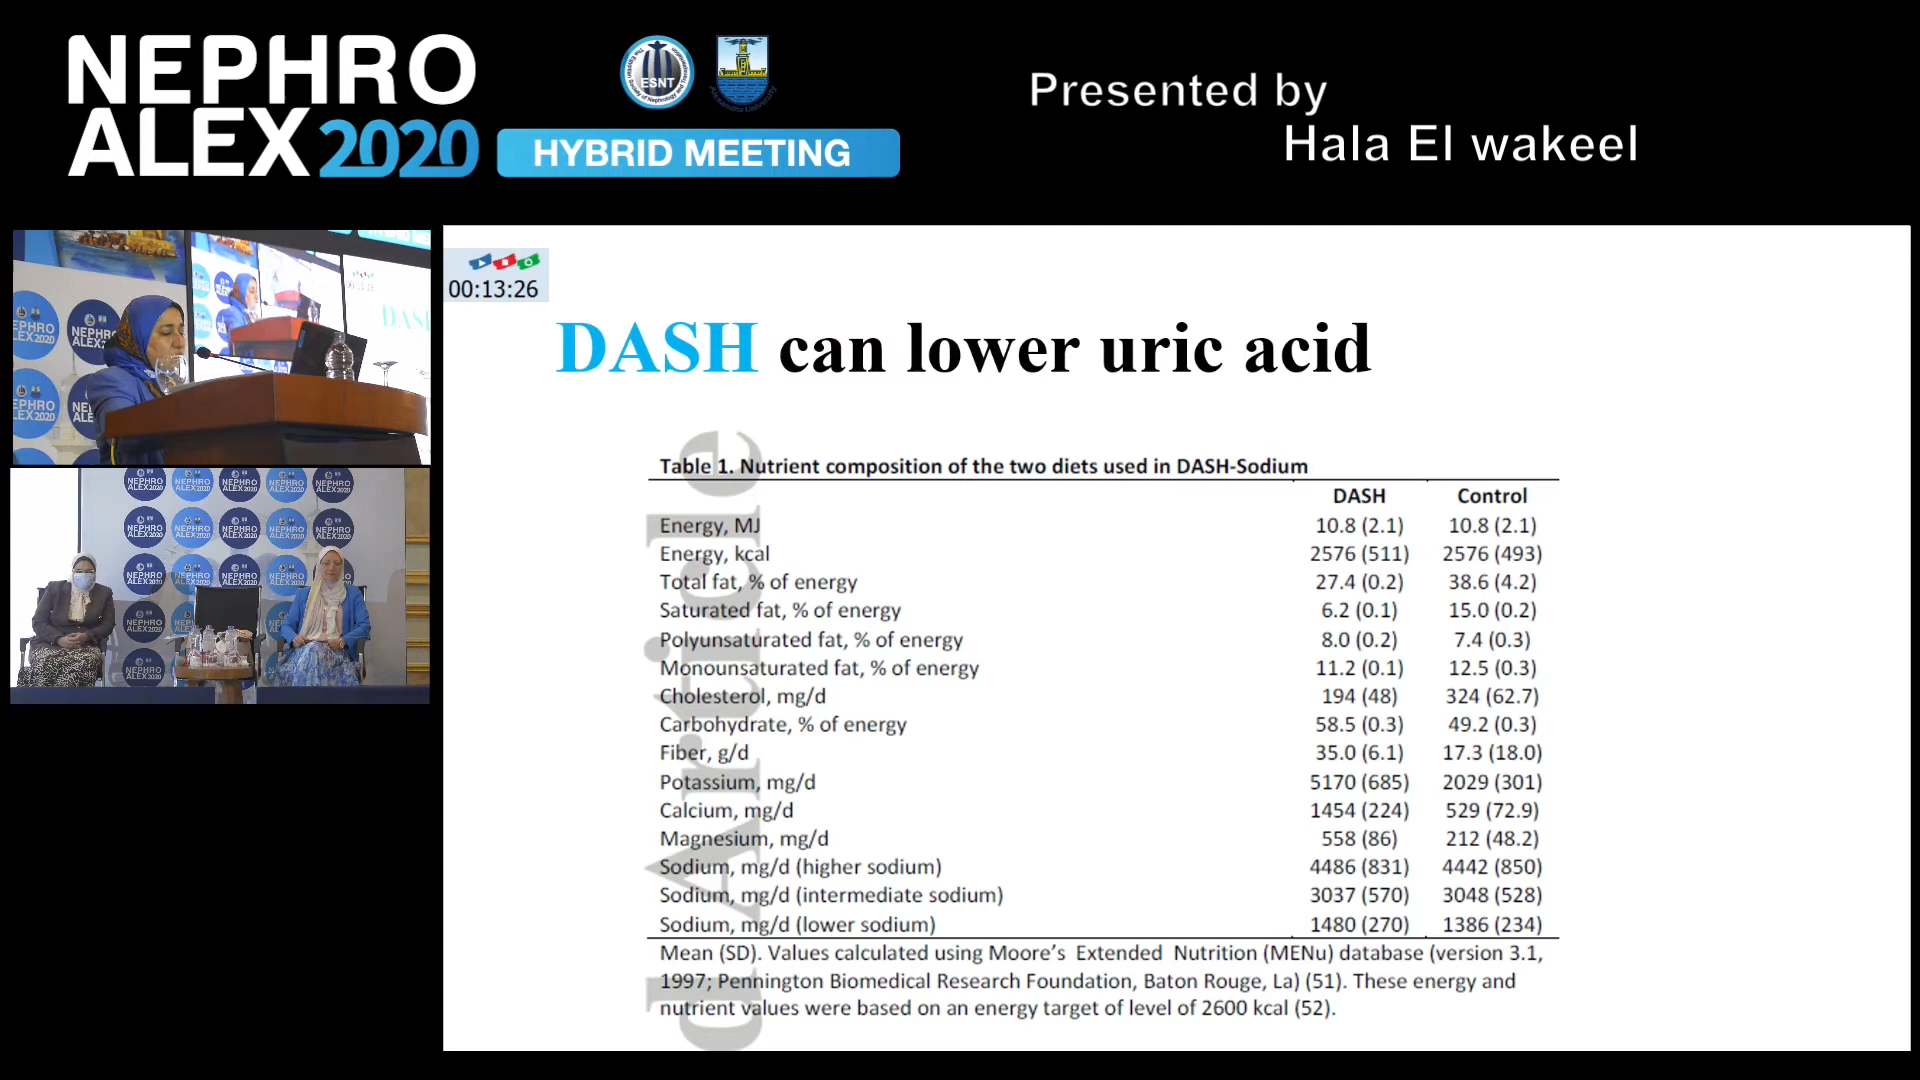 NEPHRO
ALEX 2020
ESNT
HYBRID MEETING
Presented by
Hala El wakeel
00:13:26
DASH can lower uric acid
Table 1. Nutrient composition of the two diets used in DASH-Sodium
DASH Control
Energy, MJ 10.8 (2.1) 10.8 (2.1)
Energy, kcal 2576 (511) 2576 (493)
Total fat, % of energy 27.4 (0.2) 38.6 (4.2)
Saturated fat, % of energy 6.2 (0.1) 15.0 (0.2)
Polyunsaturated fat, % of energy 8.0 (0.2) 7.4 (0.3)
Monounsaturated fat, % of energy 11.2 (0.1) 12.5 (0.3)
Cholesterol, mg/d 194 (48) 324 (62.7)
Carbohydrate, % of energy 58.5 (0.3) 49.2 (0.3)
Fiber, g/d 35.0 (6.1) 17.3 (18.0)
Potassium, mg/d 5170 (685) 2029 (301)
Calcium, mg/d 1454 (224) 529 (72.9)
Magnesium, mg/d 558 (86) 212 (48.2)
Sodium, mg/d (higher sodium) 4486 (831) 4442 (850)
Sodium, mg/d (intermediate sodium) 3037 (570) 3048 (528)
Sodium, mg/d (lower sodium) 1480 (270) 1386 (234)
Mean (SD). Values calculated using Moore's Extended Nutrition (MENu) database (version 3.1,
1997; Pennington Biomedical Research Foundation, Baton Rouge, La) (51). These energy and
nutrient values were based on an energy target of level of 2600 kcal (52).
d Article